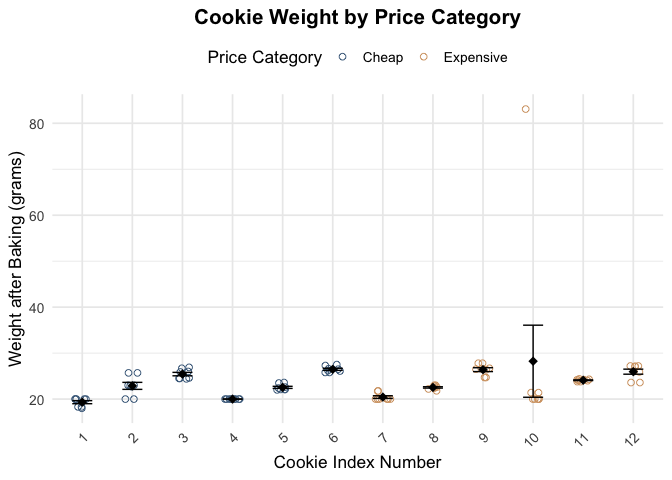 Cookie Weight by Price Category
Price Category Cheap Expensive
Weight after Baking (grams)
80
60
40
20
1 2 3 4 5 6 7 8 9 10 11 12
Cookie Index Number